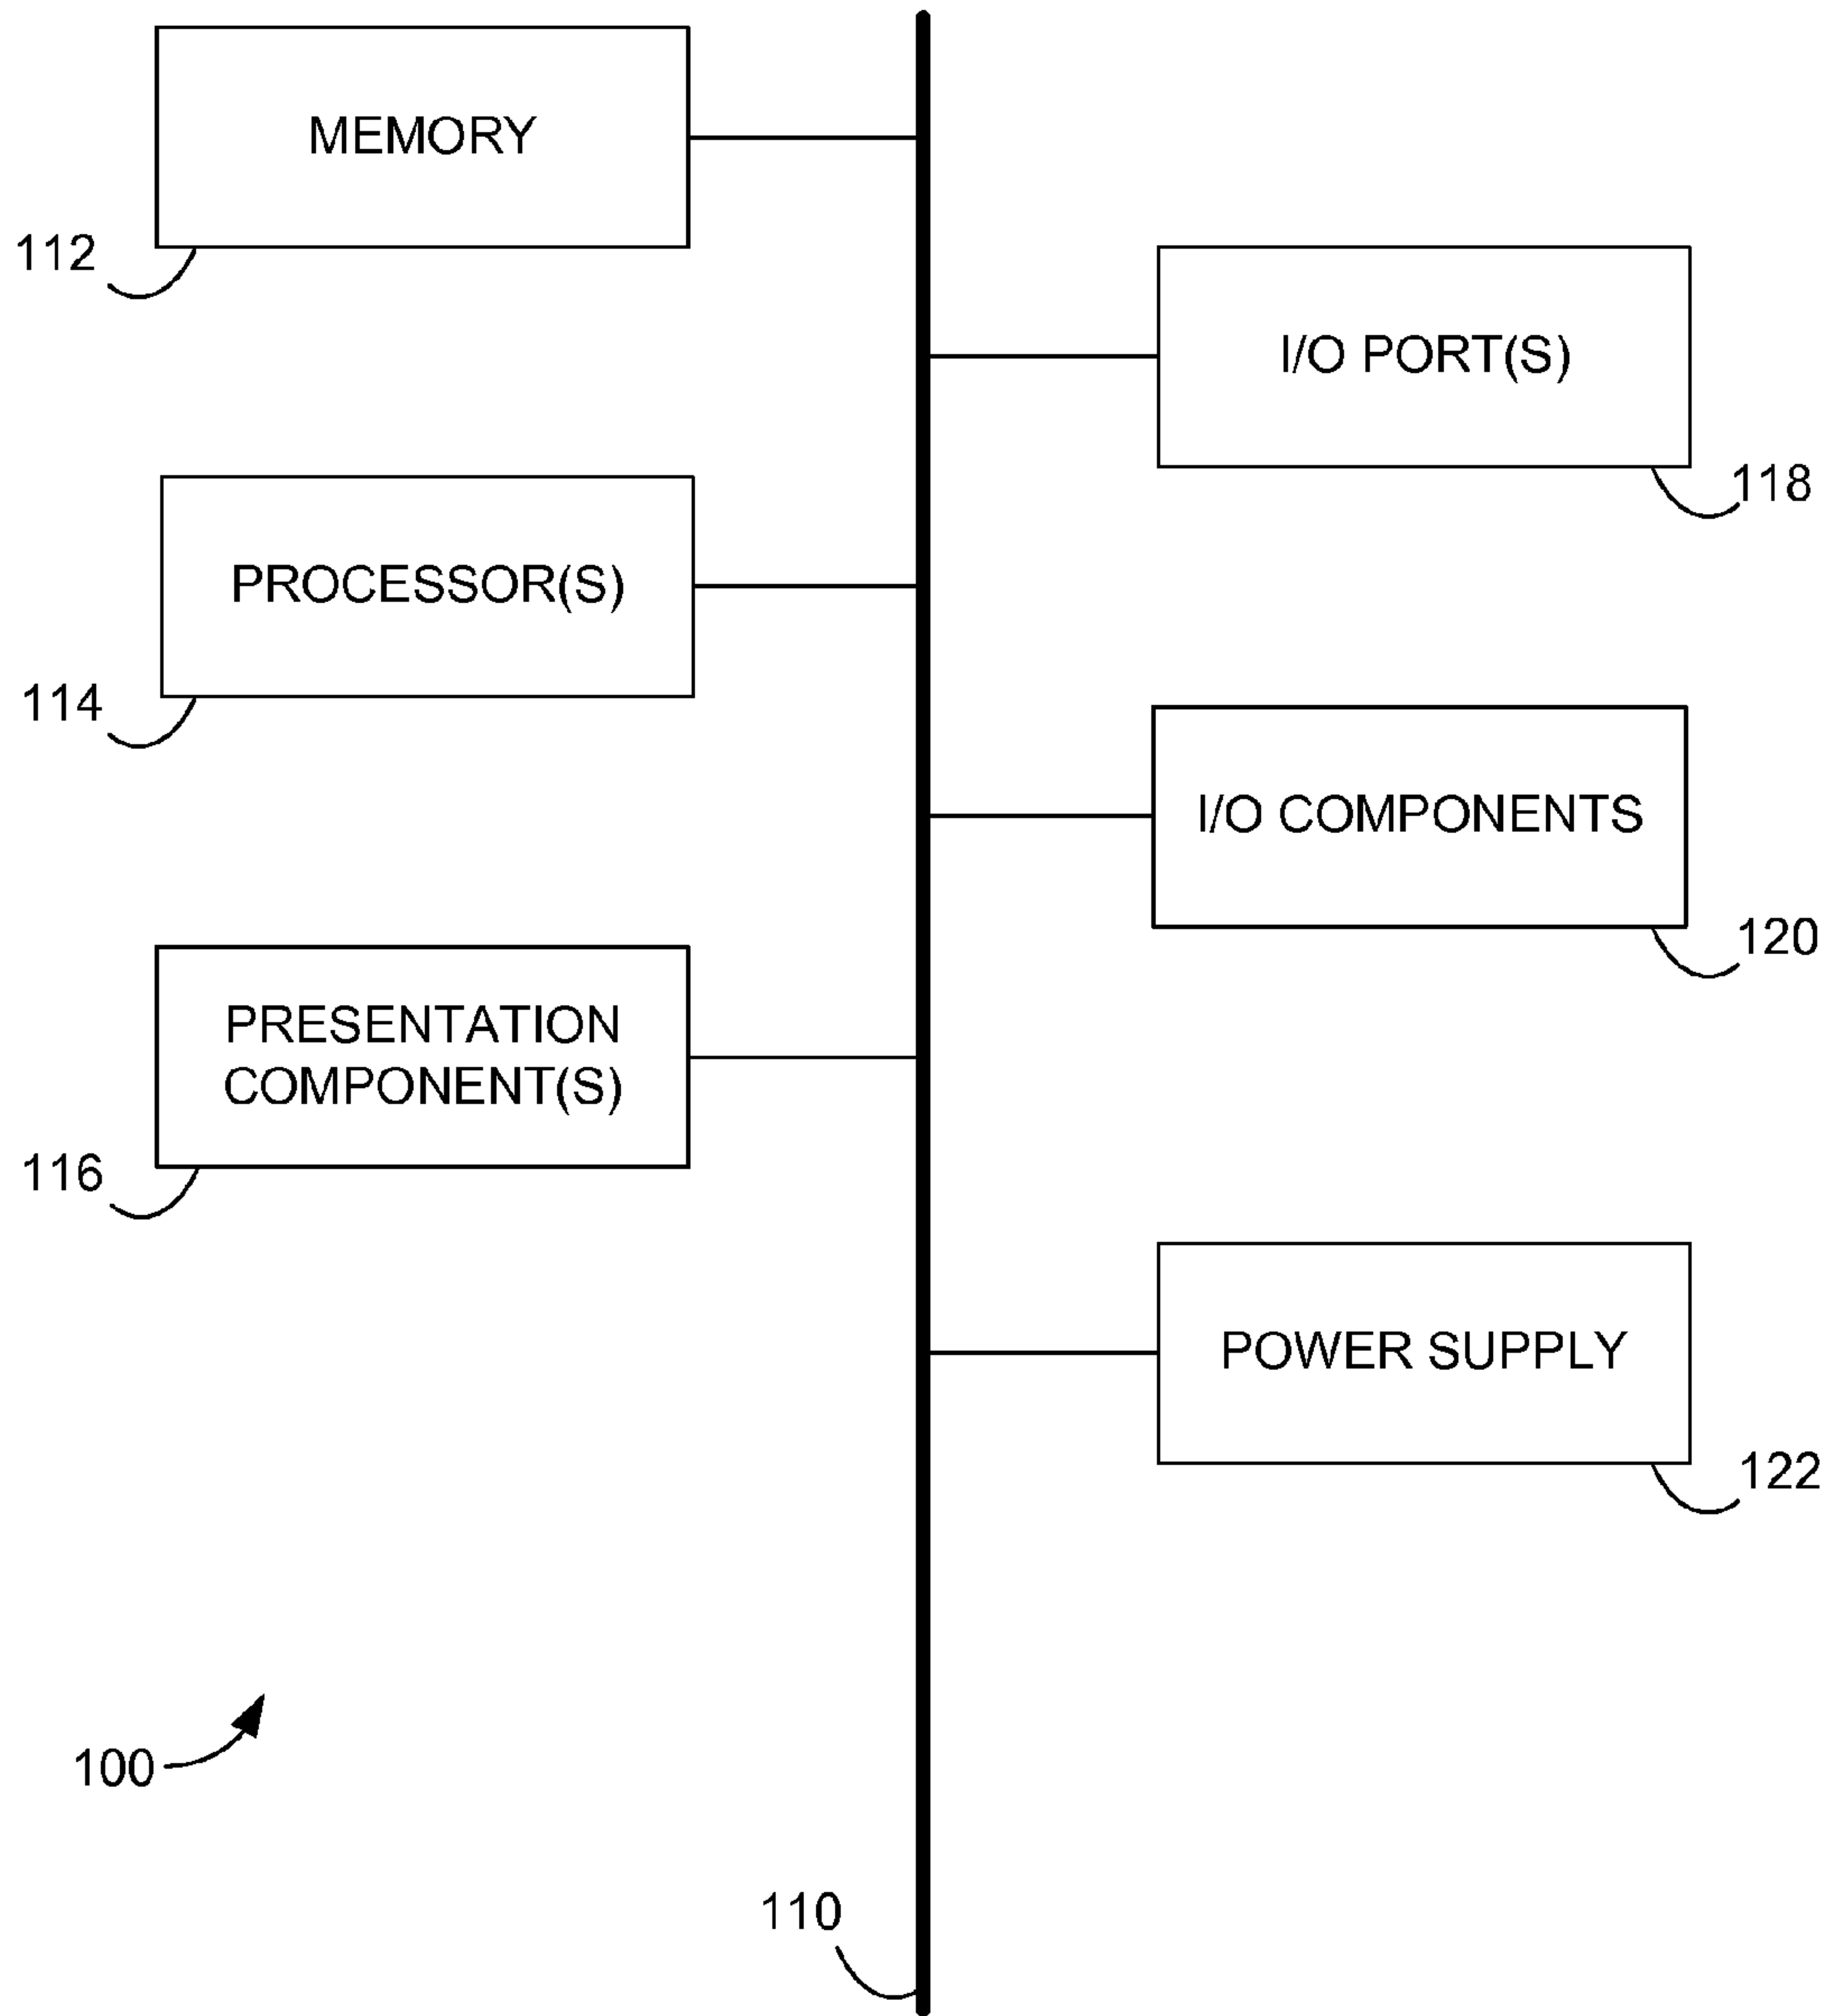 MEMORY
112
I/O PORT(S)
118
PROCESSOR(S)
114
I/O COMPONENTS
120
PRESENTATION
COMPONENT(S)
116
POWER SUPPLY
122
100
110